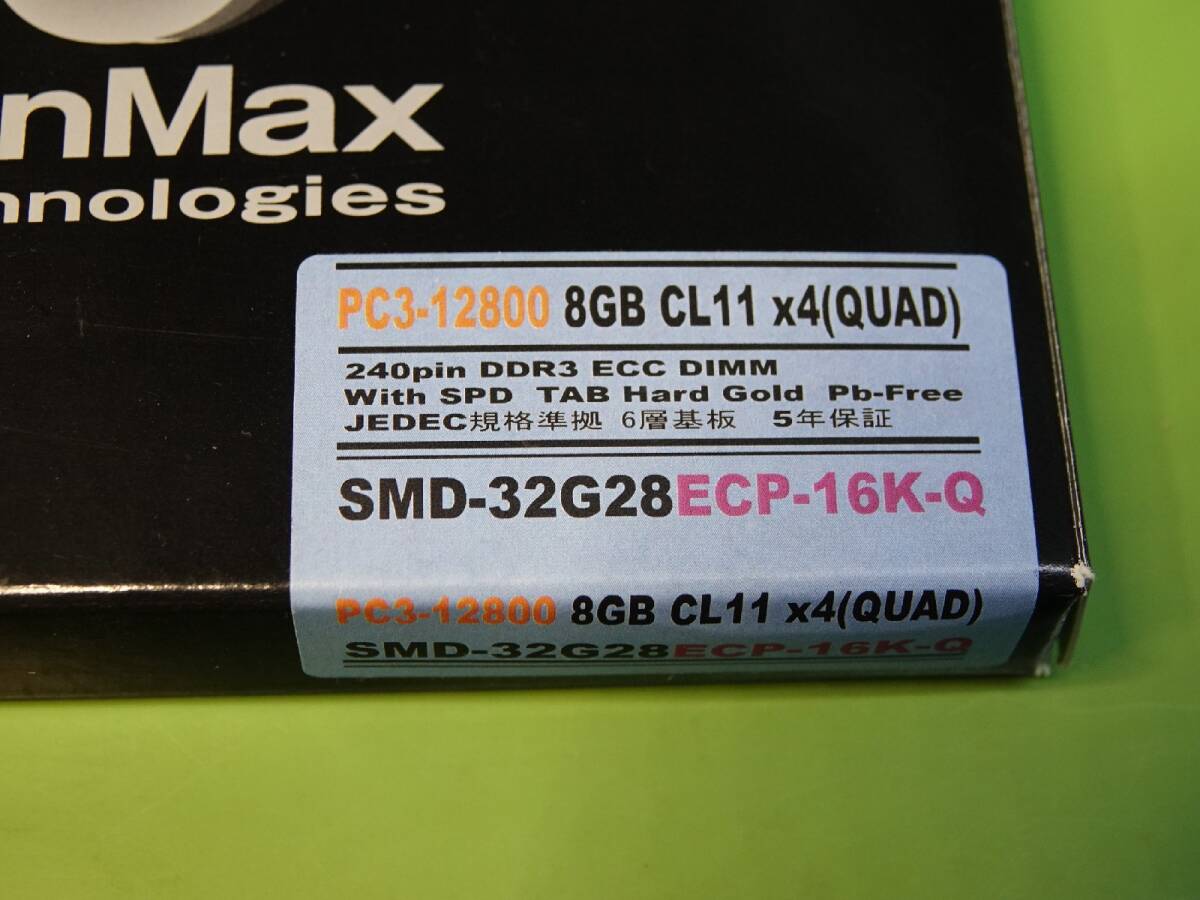 nMax
hnologies
PC3-12800 8GB CL11 x4(QUAD)
240pin DDR3 ECC DIMM
With SPD TAB Hard Gold Pb-Free
JEDEC規格準拠 6層基板 5年保証
SMD-32G28ECP-16K-Q
PC3-12800 8GB CL11 x4(QUAD)
SMD-32G28ECP-16K-Q